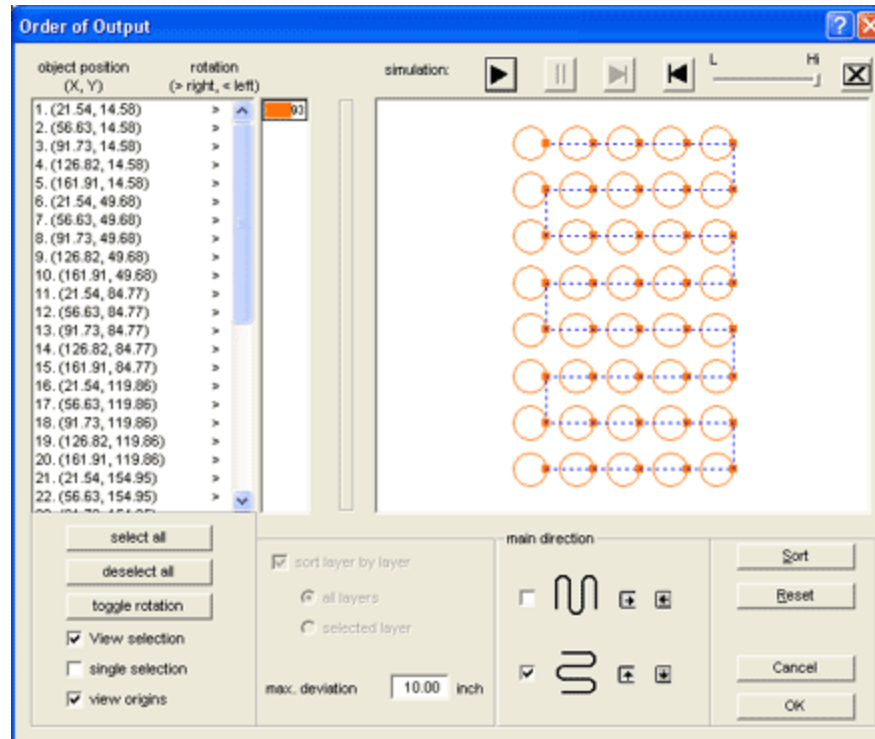 Order of Output
object position rotation
(X, Y) (> right, < left)
simulation:
L Hi
1. (21.54, 14.58) >
2. (56.63, 14.58) >
3. (91.73, 14.58) >
4. (126.82, 14.58) >
5. (161.91, 14.58) >
6. (21.54, 49.68) >
7. (56.63, 49.68) >
8. (91.73, 49.68) >
9. (126.82, 49.68) >
10. (161.91, 49.68) >
11. (21.54, 84.77) >
12. (56.63, 84.77) >
13. (91.73, 84.77) >
14. (126.82, 84.77) >
15. (161.91, 84.77) >
16. (21.54, 119.86) >
17. (56.63, 119.86) >
18. (91.73, 119.86) >
19. (126.82, 119.86) >
20. (161.91, 119.86) >
21. (21.54, 154.95) >
22. (56.63, 154.95) >
93
select all
deselect all
toggle rotation
View selection
single selection
view origins
sort layer by layer
all layers
selected layer
max. deviation 10.00 inch
main direction
Sort
Reset
Cancel
OK